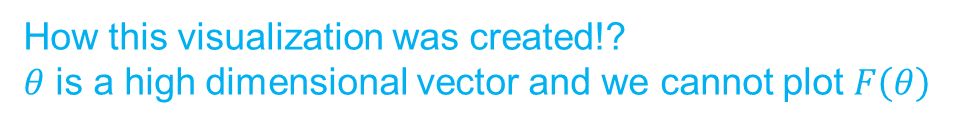 How this visualization was created!?
θ is a high dimensional vector and we cannot plot F(θ)